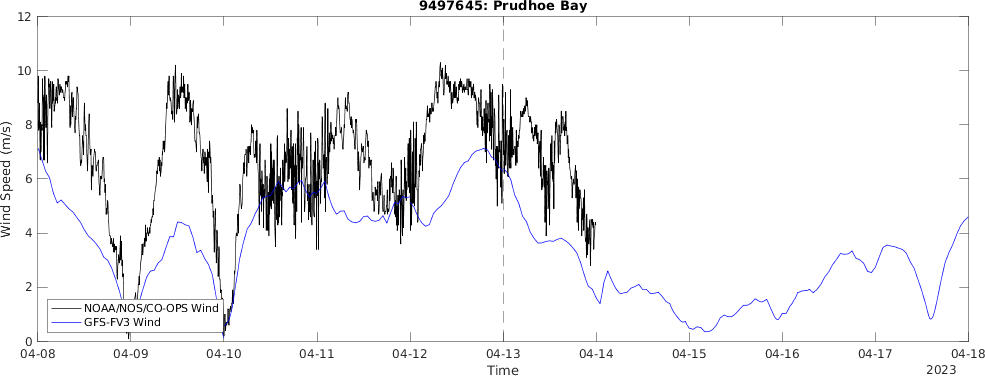 9497645: Prudhoe Bay
12
10
8
6
4
2
0
Wind Speed (m/s)
NOAA/NOS/CO-OPS Wind
GFS-FV3 Wind
04-08 04-09 04-10 04-11 04-12 04-13 04-14 04-15 04-16 04-17 04-18
Time
2023